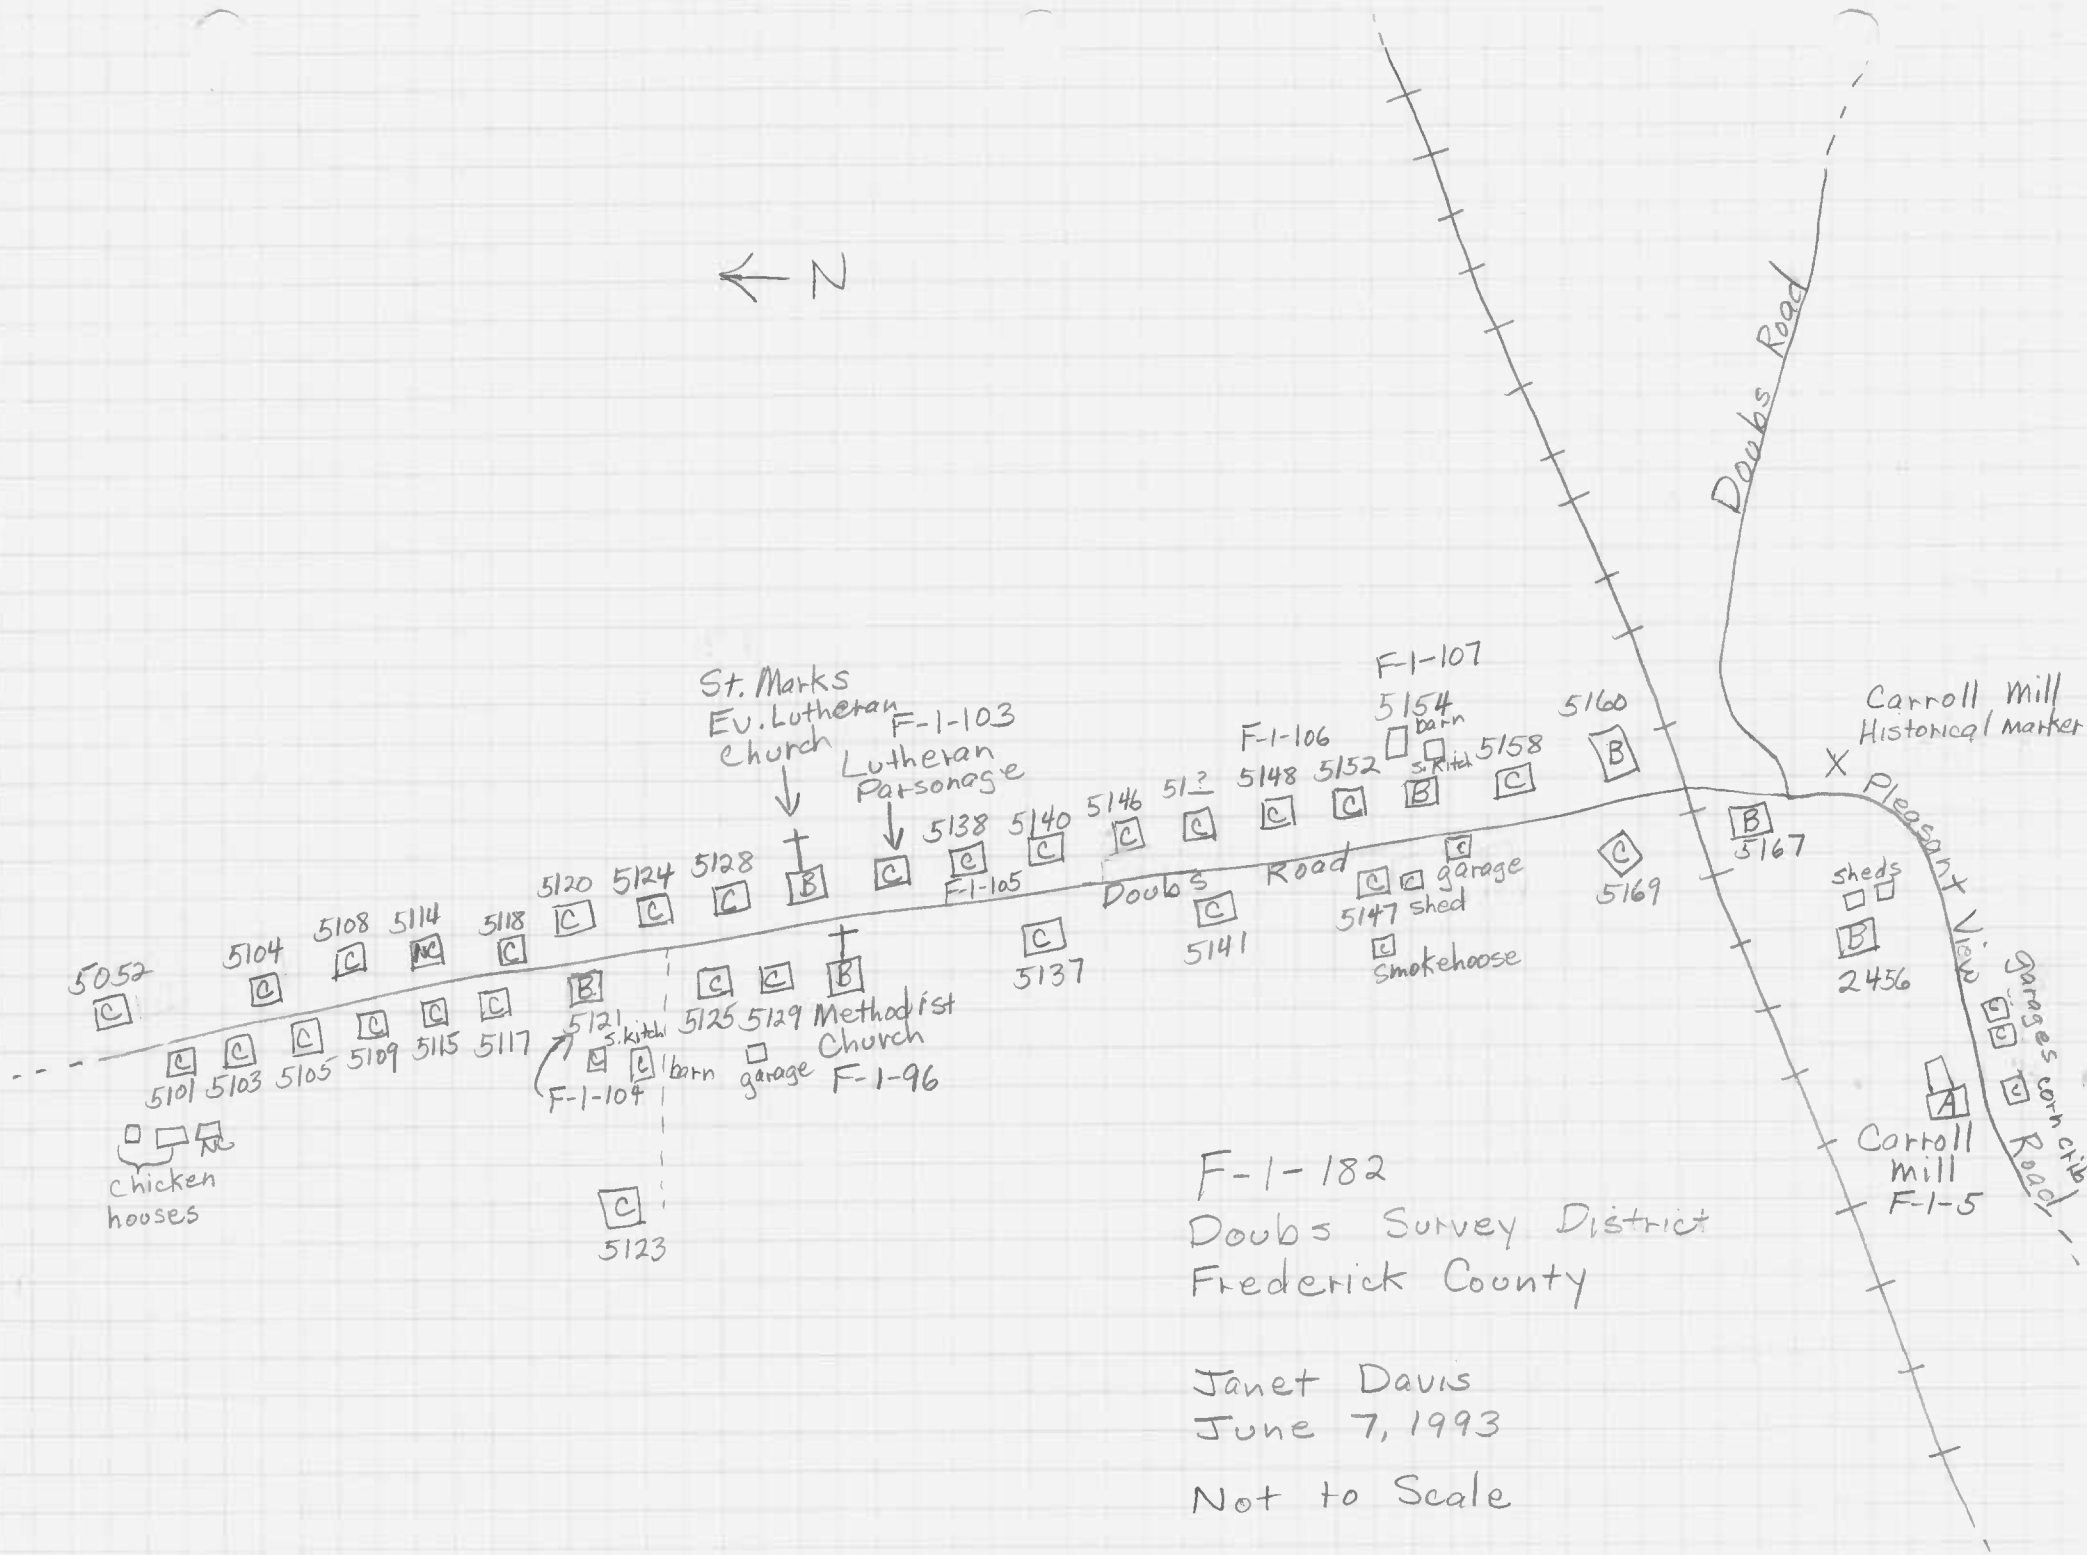 ← N
Doubs Road
St. Marks
Ev. Lutheran
Church
F-1-103
Lutheran
Parsonage
F-1-107
5154
barn
S. Kitch
B
F-1-106
5160
B
Carroll Mill
Historical Marker
X
5052
C
5104
C
5108
C
5114
NC
5118
C
5120
C
5124
C
5128
C
B
C
5138
C
F-1-105
5140
C
5146
C
51?
C
5148
C
5152
C
5158
C
Doubs Road
C
5101
C
5103
C
5105
C
5109
C
5115
C
5117
B
5121
S. Kitch
C
C
barn
F-1-104
C
5125
C
5129
garage
B
Methodist
Church
F-1-96
C
5137
C
5141
C
5147
C
shed
C
garage
C
Smokehoose
C
5169
B
5167
Sheds
B
2456
Pleasant View Road
garages
C
C
C
corn crib
A
Carroll
Mill
F-1-5
NC
Chicken
houses
C
5123
F-1-182
Doubs Survey District
Frederick County
Janet Davis
June 7, 1993
Not to Scale